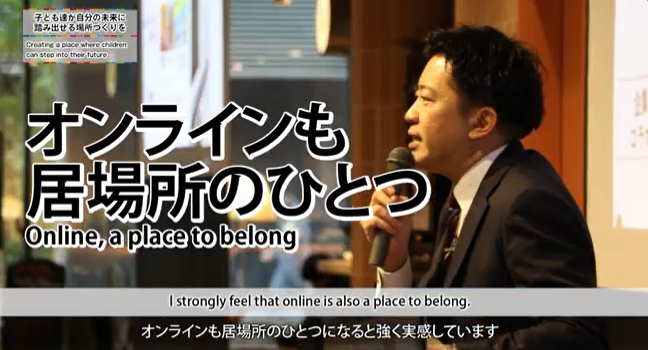 子ども達が自分の未来に
踏み出せる場所づくりを
Creating a place where children
can step into their future
オンラインも
居場所のひとつ
Online, a place to belong
I strongly feel that online is also a place to belong.
オンラインも居場所のひとつになると強く実感しています